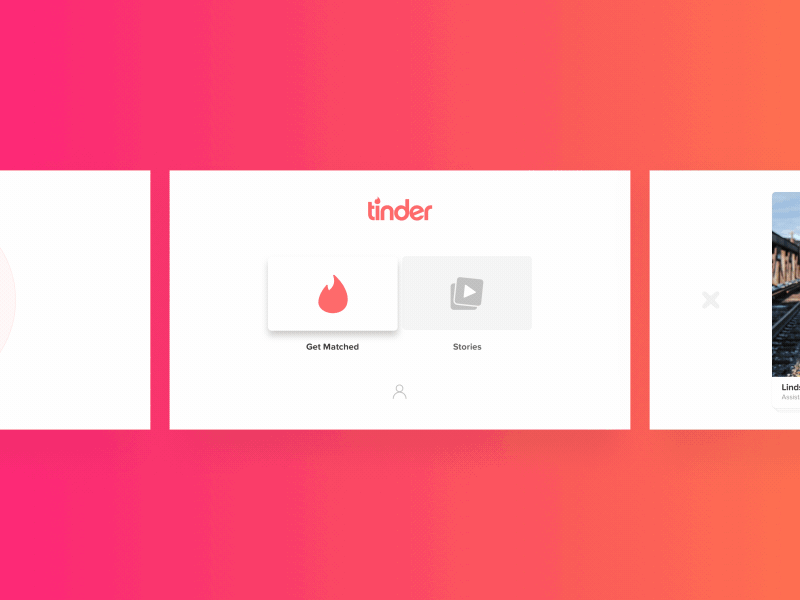 tinder
Get Matched
Stories